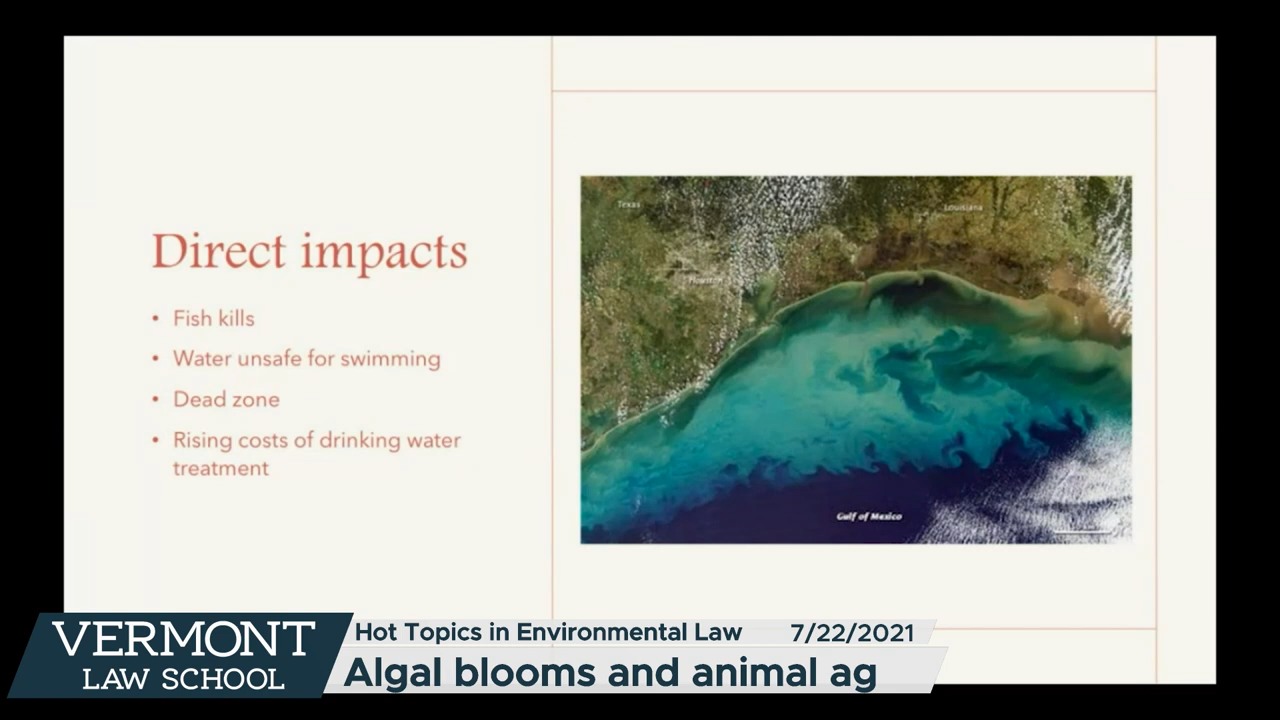 Direct impacts
• Fish kills
• Water unsafe for swimming
• Dead zone
• Rising costs of drinking water
treatment
Texas
Louisiana
Houston
Gulf of Mexico
VERMONT
LAW SCHOOL
Hot Topics in Environmental Law 7/22/2021
Algal blooms and animal ag